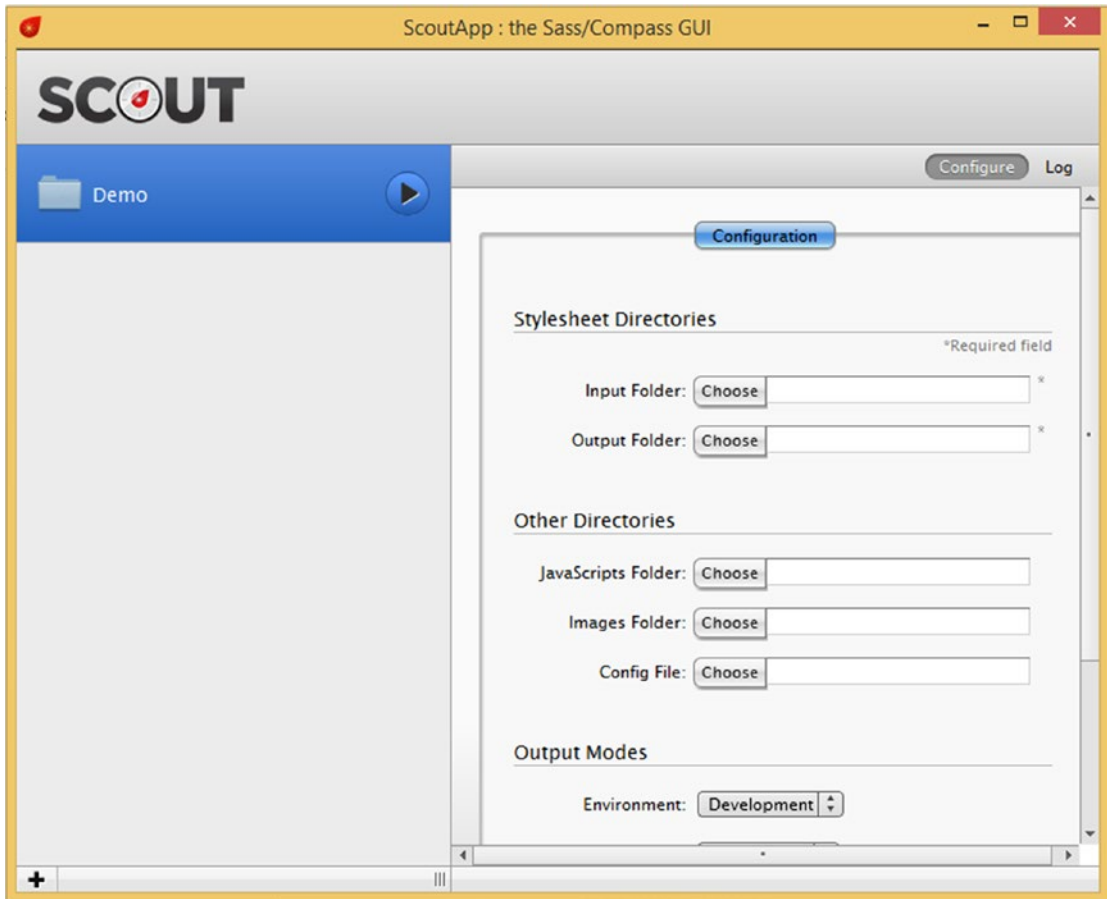 ScoutApp : the Sass/Compass GUI
SCOUT
Demo
Configure Log
Configuration
Stylesheet Directories
*Required field
Input Folder: Choose *
Output Folder: Choose *
Other Directories
JavaScripts Folder: Choose
Images Folder: Choose
Config File: Choose
Output Modes
Environment: Development